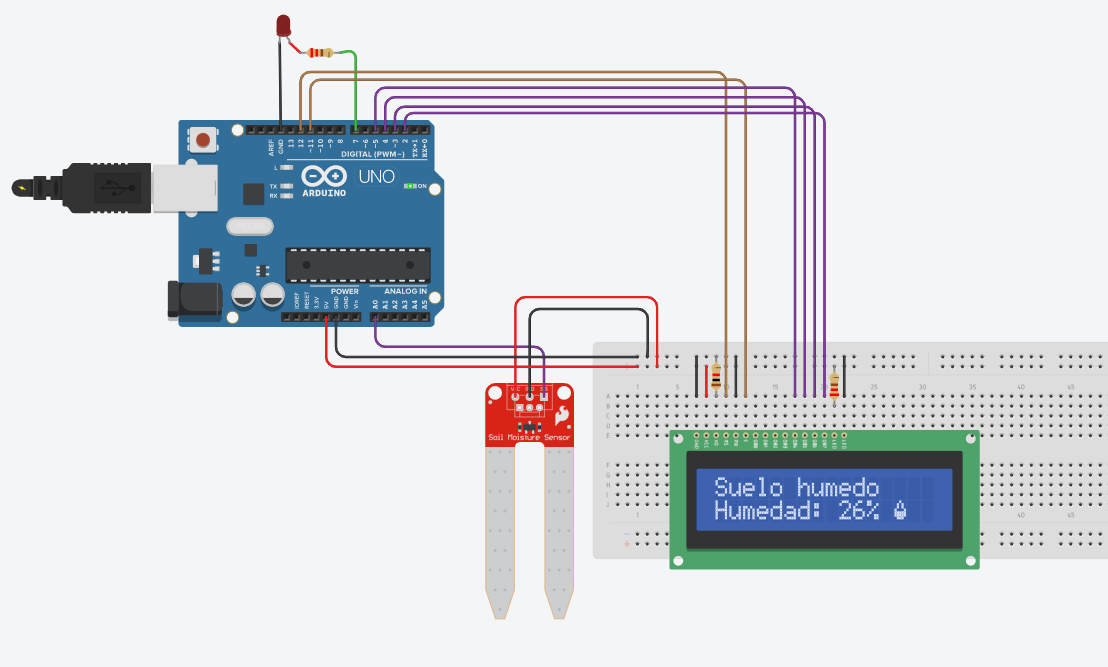 AREF
GND
13
12
~11
~10
~9
8
7
~6
~5
4
~3
2
TX→1
RX←0
DIGITAL (PWM~)
L
TX
RX
UNO
ARDUINO
ON
POWER
ANALOG IN
IOREF
RESET
3.3V
5V
GND
GND
Vin
A0
A1
A2
A3
A4
A5
1 5 10 15 20 25 30 35 40 45
A
B
C
D
E
Soil Moisture Sensor
Suelo humedo
Humedad: 26%
F
G
H
I
J
1 40 45